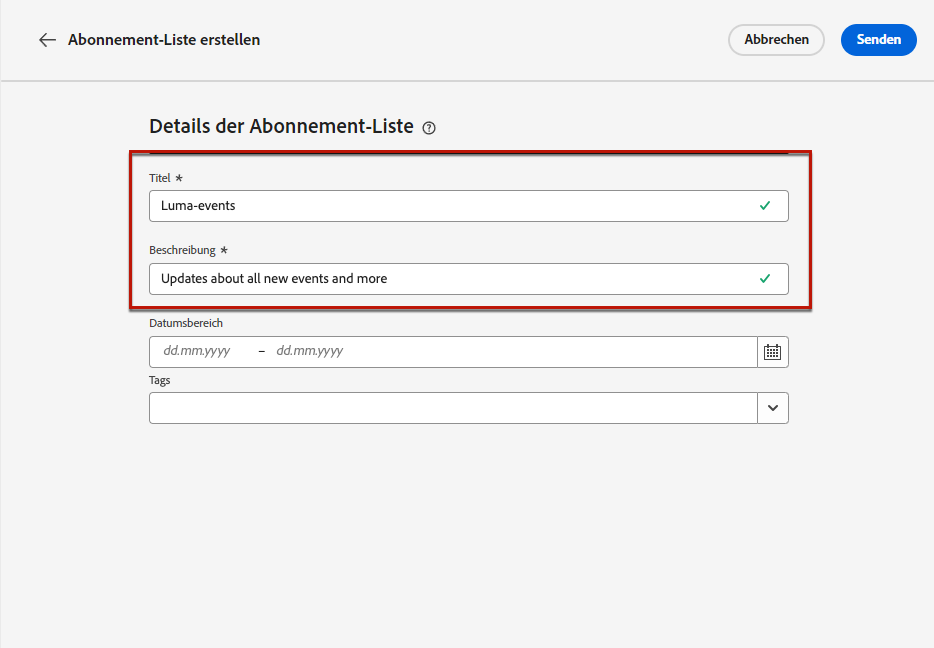 Abonnement-Liste erstellen
Abbrechen
Senden
Details der Abonnement-Liste
Titel *
Luma-events
Beschreibung *
Updates about all new events and more
Datumsbereich
dd.mm.yyyy – dd.mm.yyyy
Tags